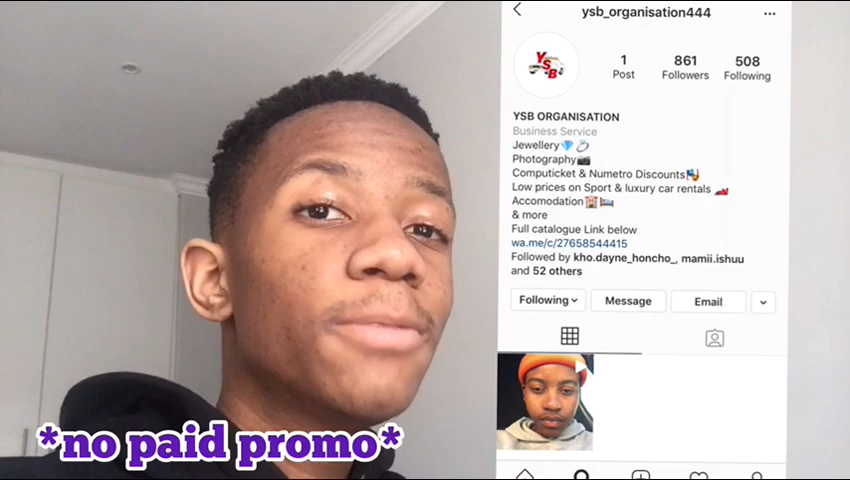 ysb_organisation444
YSB
1
Post
861
Followers
508
Following
YSB ORGANISATION
Business Service
Jewellery💎💍
Photography📷
Computicket & Numetro Discounts🎭
Low prices on Sport & luxury car rentals 🏎️
Accomodation🏨🛏️
& more
Full catalogue Link below
wa.me/c/27658544415
Followed by kho.dayne_honcho_, mamii.ishuu
and 52 others
Following
Message
Email
*no paid promo*